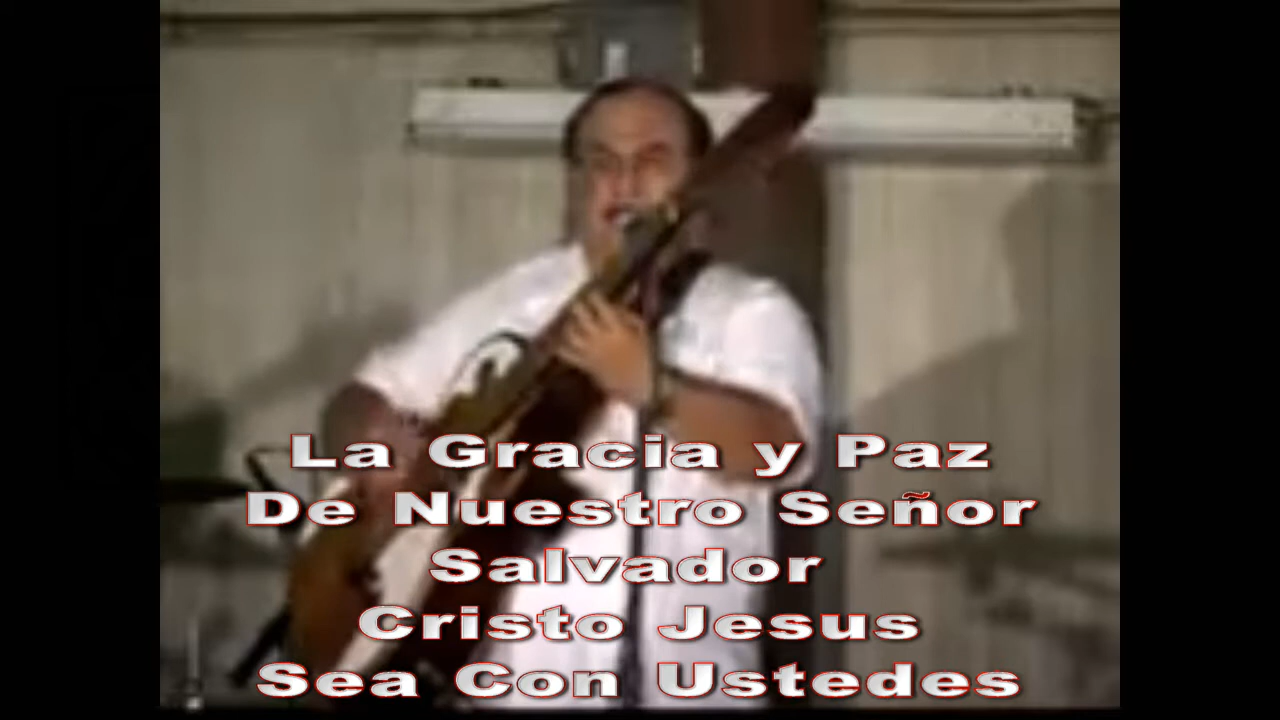 La Gracia y Paz
De Nuestro Señor
Salvador
Cristo Jesus
Sea Con Ustedes